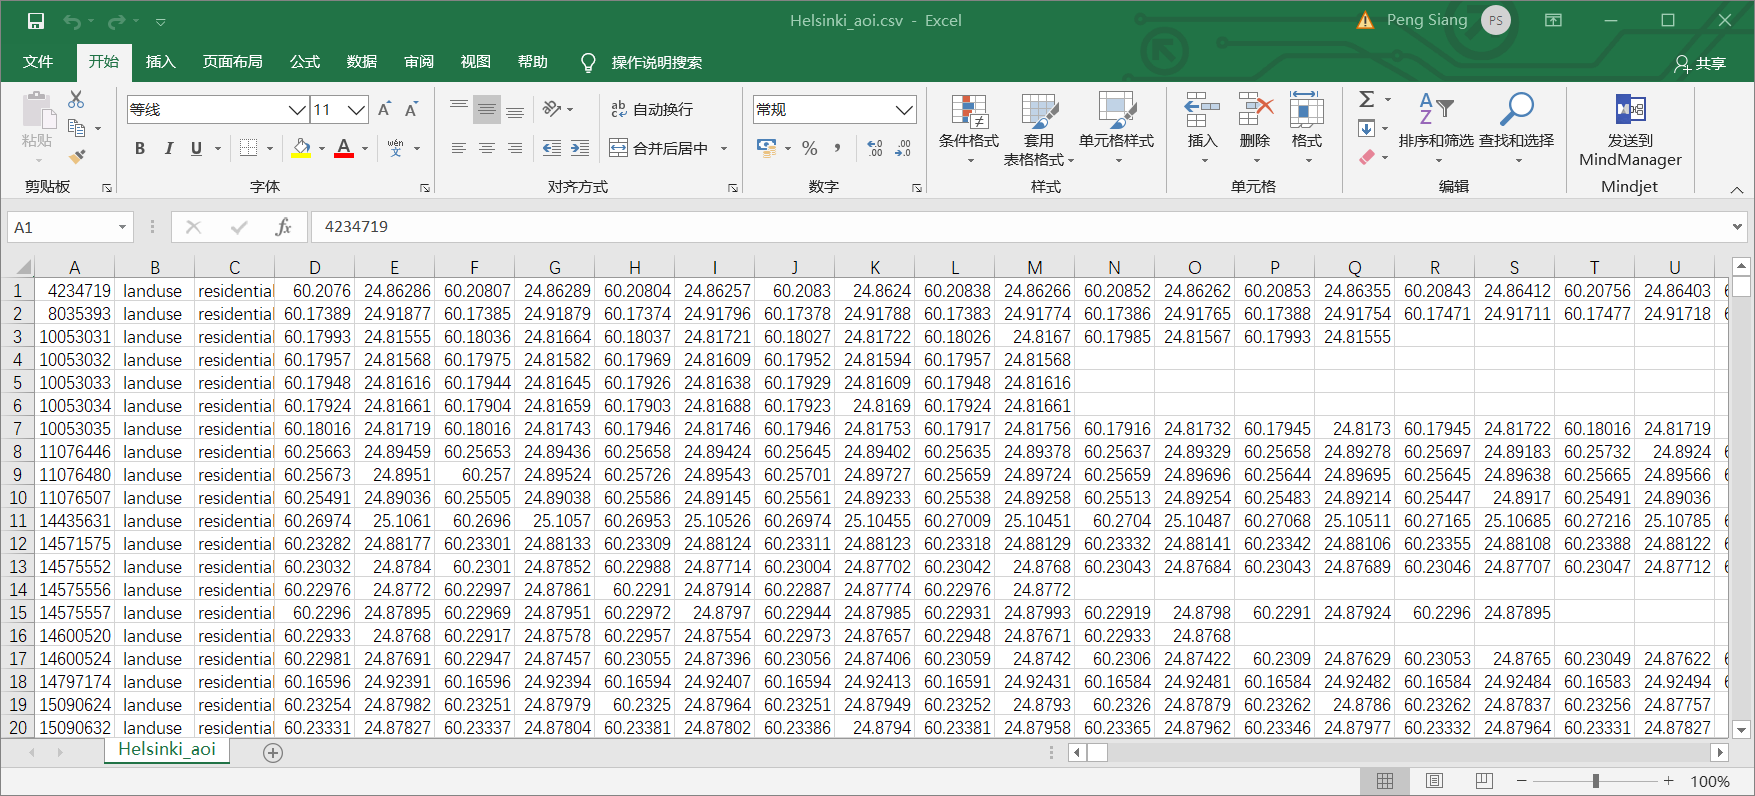 Helsinki_aoi.csv - Excel
Peng Siang PS
文件 开始 插入 页面布局 公式 数据 审阅 视图 帮助 操作说明搜索 共享
等线 11 A A ab 自动换行 常规
粘贴 B I U A wén 文 合并后居中 % , .00 .00 条件格式 套用 表格格式 单元格样式 插入 删除 格式 Σ A Z 排序和筛选 查找和选择 发送到 MindManager
剪贴板 字体 对齐方式 数字 样式 单元格 编辑 Mindjet
A1 fx 4234719
A B C D E F G H I J K L M N O P Q R S T U
1 4234719 landuse residential 60.2076 24.86286 60.20807 24.86289 60.20804 24.86257 60.2083 24.8624 60.20838 24.86266 60.20852 24.86262 60.20853 24.86355 60.20843 24.86412 60.20756 24.86403
2 8035393 landuse residential 60.17389 24.91877 60.17385 24.91879 60.17374 24.91796 60.17378 24.91788 60.17383 24.91774 60.17386 24.91765 60.17388 24.91754 60.17471 24.91711 60.17477 24.91718
3 10053031 landuse residential 60.17993 24.81555 60.18036 24.81664 60.18037 24.81721 60.18027 24.81722 60.18026 24.8167 60.17985 24.81567 60.17993 24.81555
4 10053032 landuse residential 60.17957 24.81568 60.17975 24.81582 60.17969 24.81609 60.17952 24.81594 60.17957 24.81568
5 10053033 landuse residential 60.17948 24.81616 60.17944 24.81645 60.17926 24.81638 60.17929 24.81609 60.17948 24.81616
6 10053034 landuse residential 60.17924 24.81661 60.17904 24.81659 60.17903 24.81688 60.17923 24.8169 60.17924 24.81661
7 10053035 landuse residential 60.18016 24.81719 60.18016 24.81743 60.17946 24.81746 60.17946 24.81753 60.17917 24.81756 60.17916 24.81732 60.17945 24.8173 60.17945 24.81722 60.18016 24.81719
8 11076446 landuse residential 60.25663 24.89459 60.25653 24.89436 60.25658 24.89424 60.25645 24.89402 60.25635 24.89378 60.25637 24.89329 60.25658 24.89278 60.25697 24.89183 60.25732 24.8924
9 11076480 landuse residential 60.25673 24.8951 60.257 24.89524 60.25726 24.89543 60.25701 24.89727 60.25659 24.89724 60.25659 24.89696 60.25644 24.89695 60.25645 24.89638 60.25665 24.89566
10 11076507 landuse residential 60.25491 24.89036 60.25505 24.89038 60.25586 24.89145 60.25561 24.89233 60.25538 24.89258 60.25513 24.89254 60.25483 24.89214 60.25447 24.8917 60.25491 24.89036
11 14435631 landuse residential 60.26974 25.1061 60.2696 25.1057 60.26953 25.10526 60.26974 25.10455 60.27009 25.10451 60.2704 25.10487 60.27068 25.10511 60.27165 25.10685 60.27216 25.10785
12 14571575 landuse residential 60.23282 24.88177 60.23301 24.88133 60.23309 24.88124 60.23311 24.88123 60.23318 24.88129 60.23332 24.88141 60.23342 24.88106 60.23355 24.88108 60.23388 24.88122
13 14575552 landuse residential 60.23032 24.8784 60.2301 24.87852 60.22988 24.87714 60.23004 24.87702 60.23042 24.8768 60.23043 24.87684 60.23043 24.87689 60.23046 24.87707 60.23047 24.87712
14 14575556 landuse residential 60.22976 24.8772 60.22997 24.87861 60.2291 24.87914 60.22887 24.87774 60.22976 24.8772
15 14575557 landuse residential 60.2296 24.87895 60.22969 24.87951 60.22972 24.8797 60.22944 24.87985 60.22931 24.87993 60.22919 24.8798 60.2291 24.87924 60.2296 24.87895
16 14600520 landuse residential 60.22933 24.8768 60.22917 24.87578 60.22957 24.87554 60.22973 24.87657 60.22948 24.87671 60.22933 24.8768
17 14600524 landuse residential 60.22981 24.87691 60.22947 24.87457 60.23055 24.87396 60.23056 24.87406 60.23059 24.8742 60.2306 24.87422 60.2309 24.87629 60.23053 24.8765 60.23049 24.87622
18 14797174 landuse residential 60.16596 24.92391 60.16596 24.92394 60.16594 24.92407 60.16594 24.92413 60.16591 24.92431 60.16584 24.92481 60.16584 24.92482 60.16584 24.92484 60.16583 24.92494
19 15090624 landuse residential 60.23254 24.87982 60.23251 24.87979 60.2325 24.87964 60.23251 24.87949 60.23252 24.8793 60.2326 24.87879 60.23262 24.8786 60.23262 24.87837 60.23256 24.87757
20 15090632 landuse residential 60.23331 24.87827 60.23337 24.87804 60.23381 24.87802 60.23386 24.8794 60.23381 24.87958 60.23365 24.87962 60.23346 24.87977 60.23332 24.87964 60.23331 24.87827
Helsinki_aoi
100%